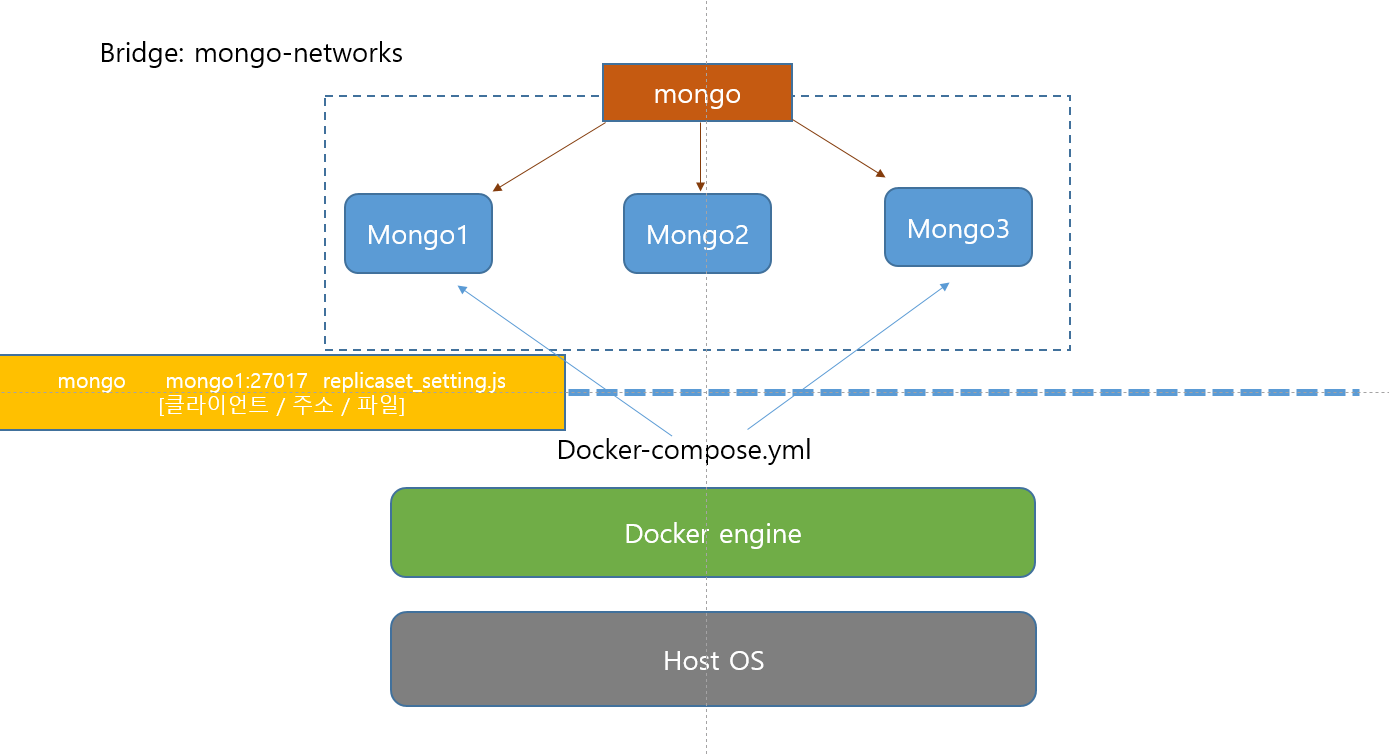 Bridge: mongo-networks
mongo
Mongo1
Mongo2
Mongo3
mongo mongo1:27017 replicaset_setting.js
[클라이언트 / 주소 / 파일]
Docker-compose.yml
Docker engine
Host OS